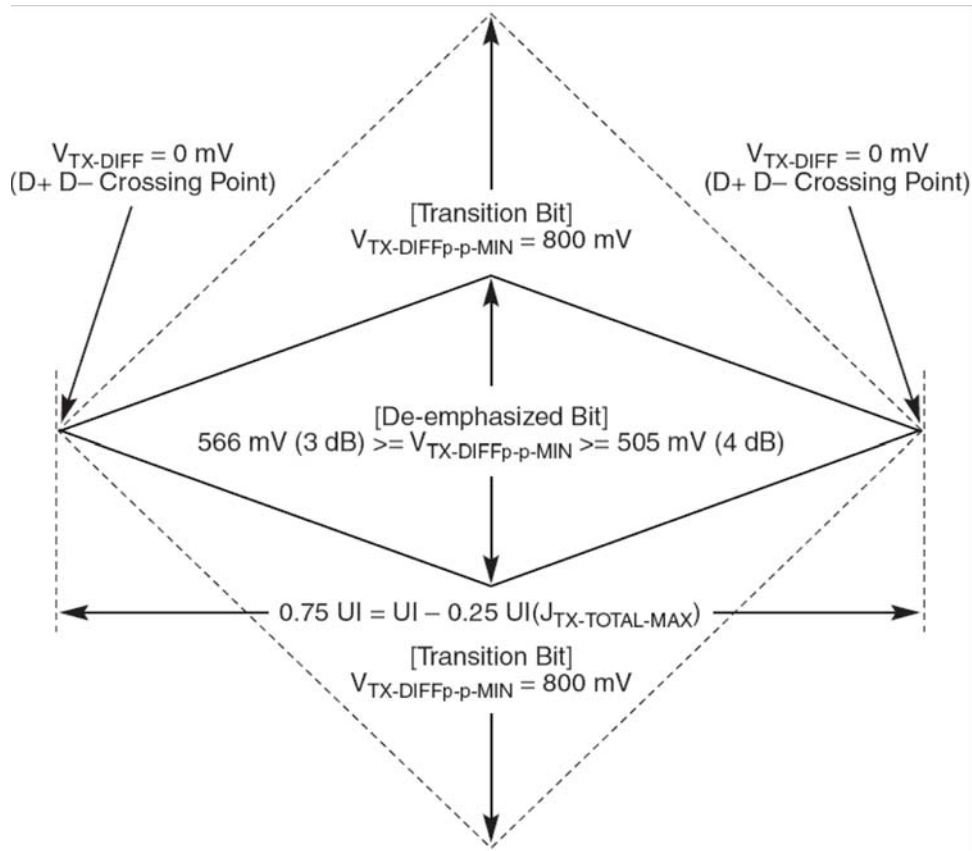 V_TX-DIFF = 0 mV
(D+ D– Crossing Point)
V_TX-DIFF = 0 mV
(D+ D– Crossing Point)
[Transition Bit]
V_TX-DIFFp-p-MIN = 800 mV
[De-emphasized Bit]
566 mV (3 dB) >= V_TX-DIFFp-p-MIN >= 505 mV (4 dB)
0.75 UI = UI – 0.25 UI(J_TX-TOTAL-MAX)
[Transition Bit]
V_TX-DIFFp-p-MIN = 800 mV